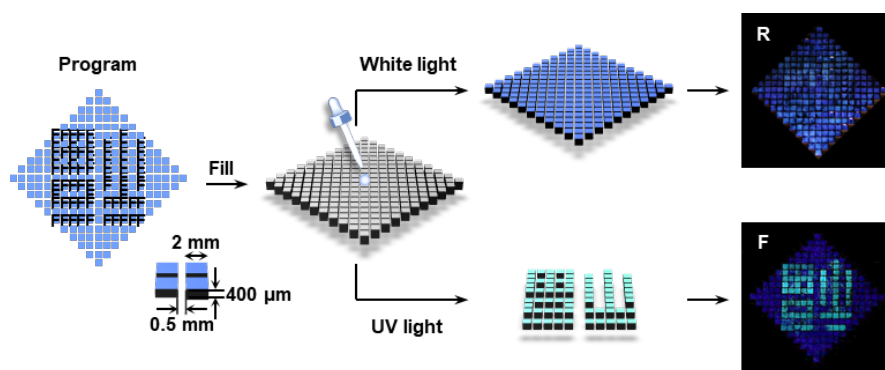 Program
White light
R
Fill
2 mm
400 μm
0.5 mm
UV light
F